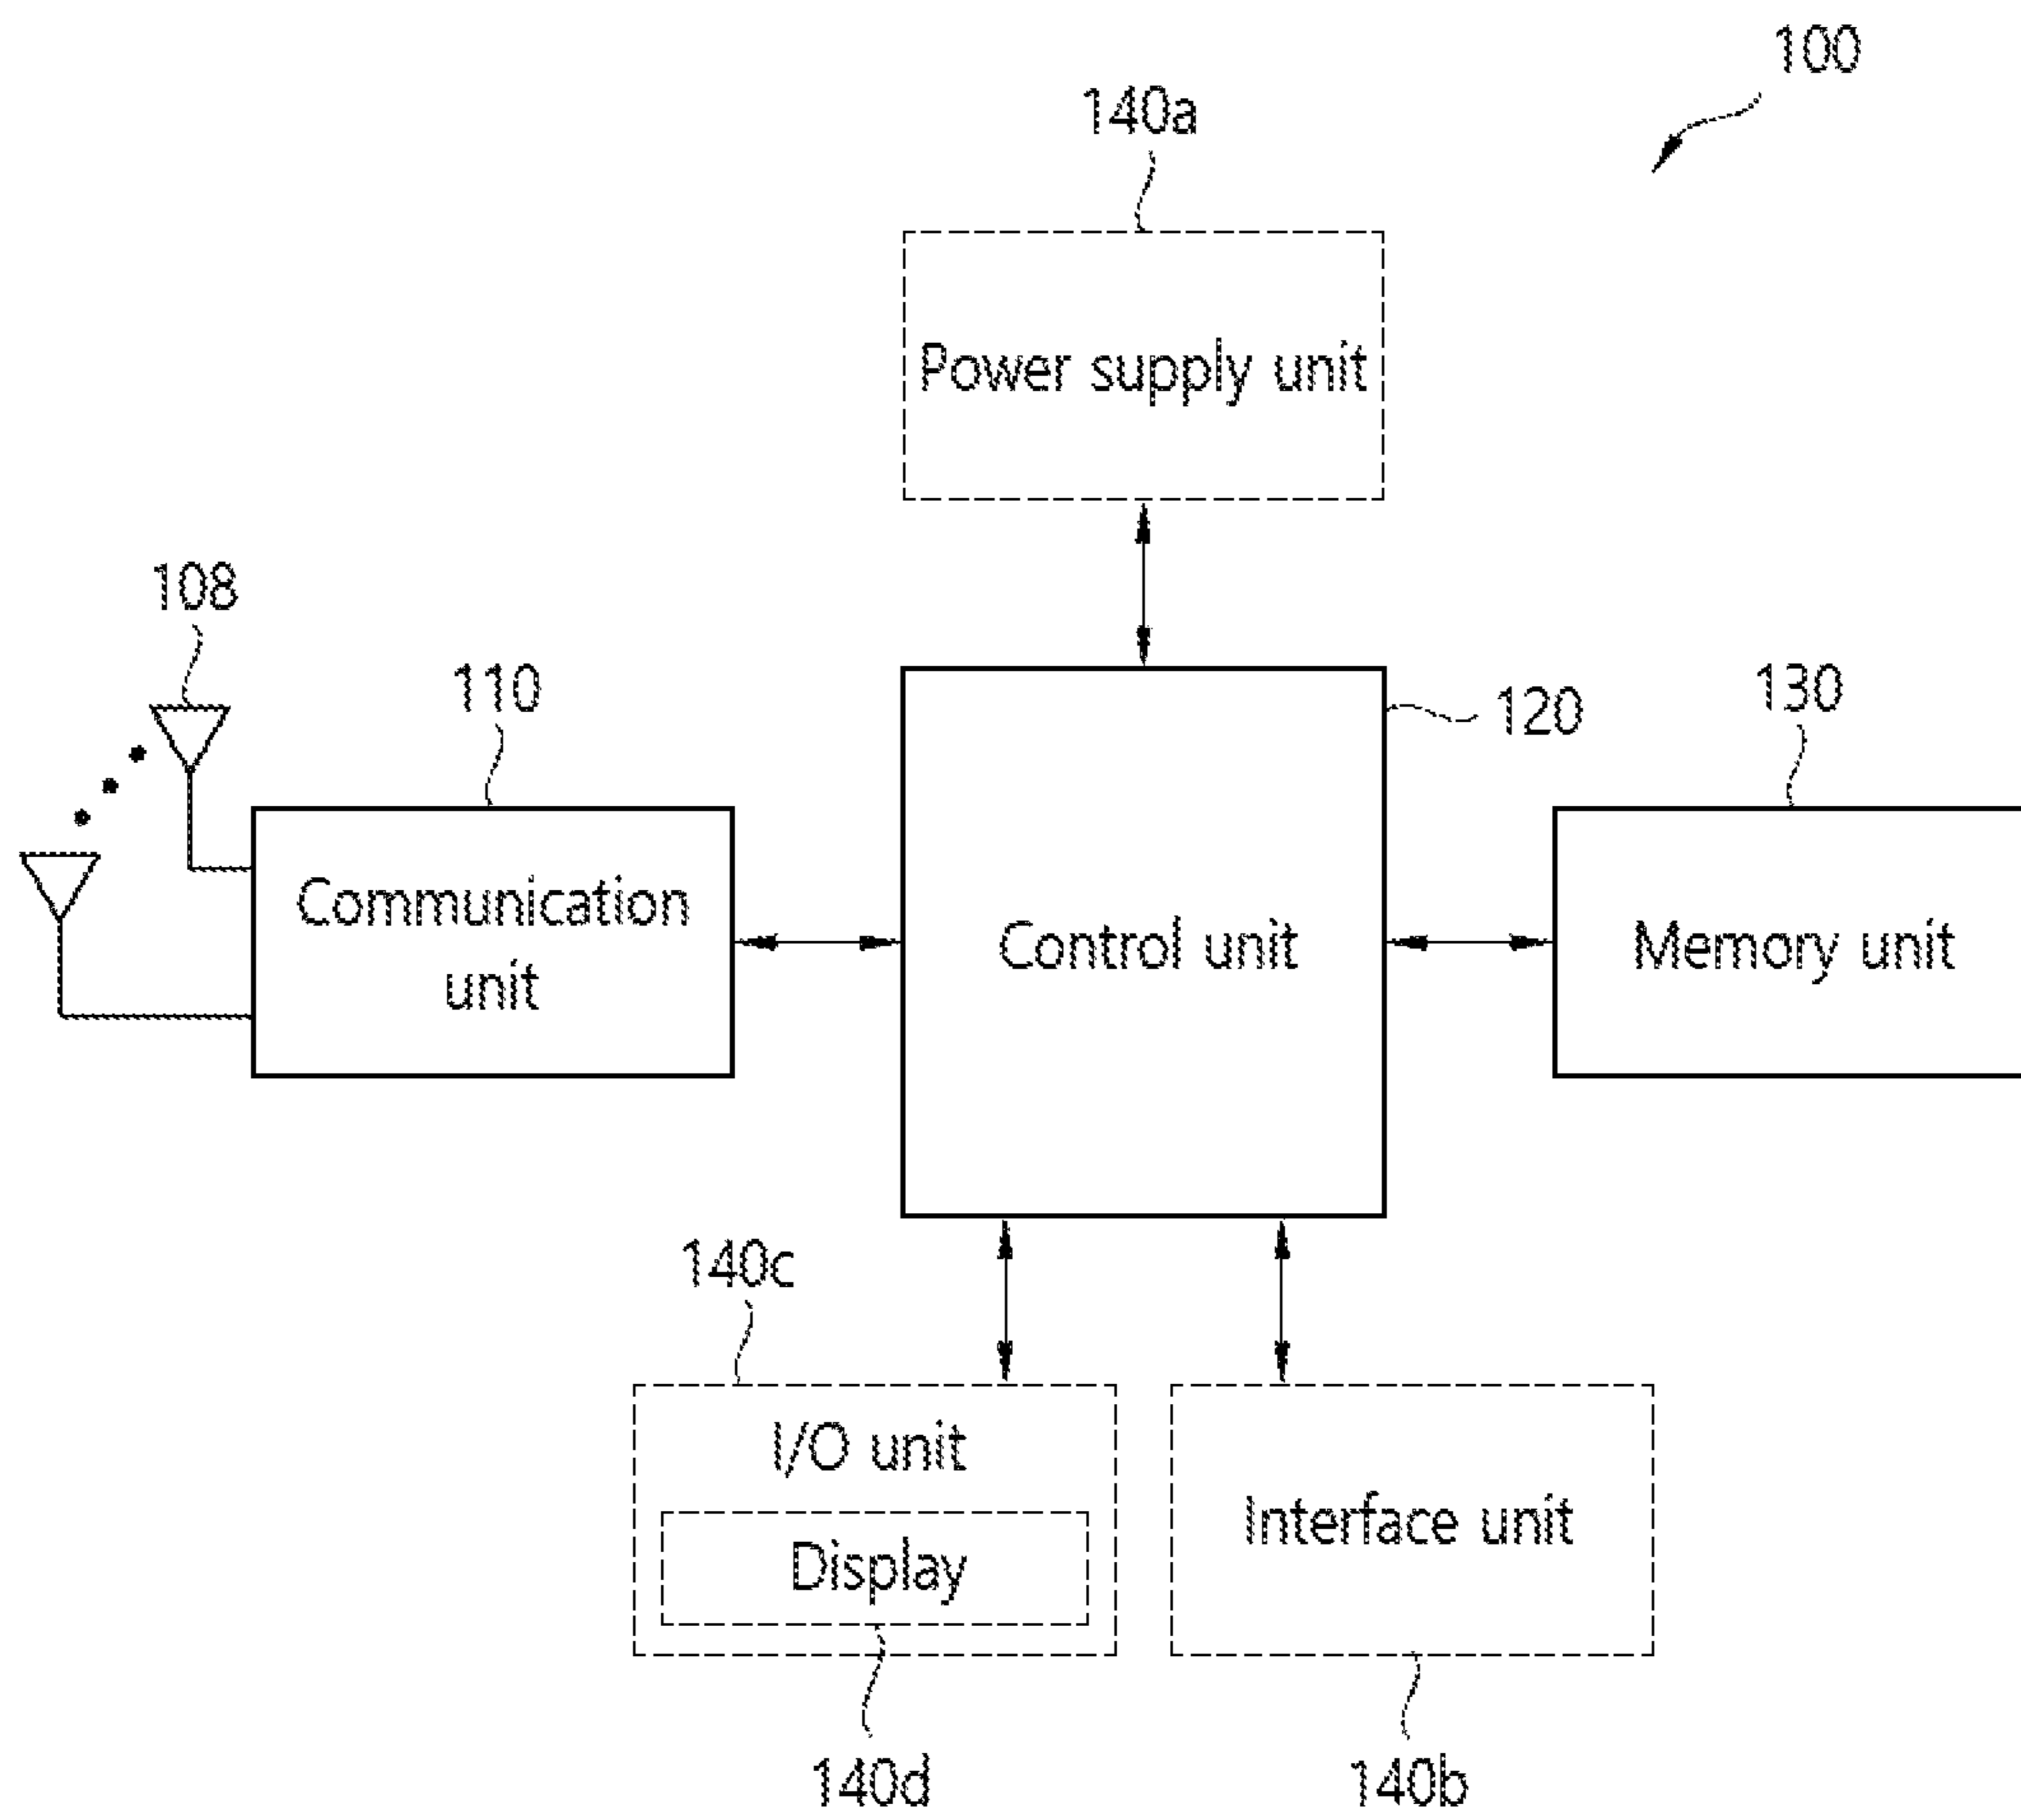 100
140a
Power supply unit
108
110
120
130
Communication
unit
Control unit
Memory unit
140c
I/O unit
Display
Interface unit
140d
140b